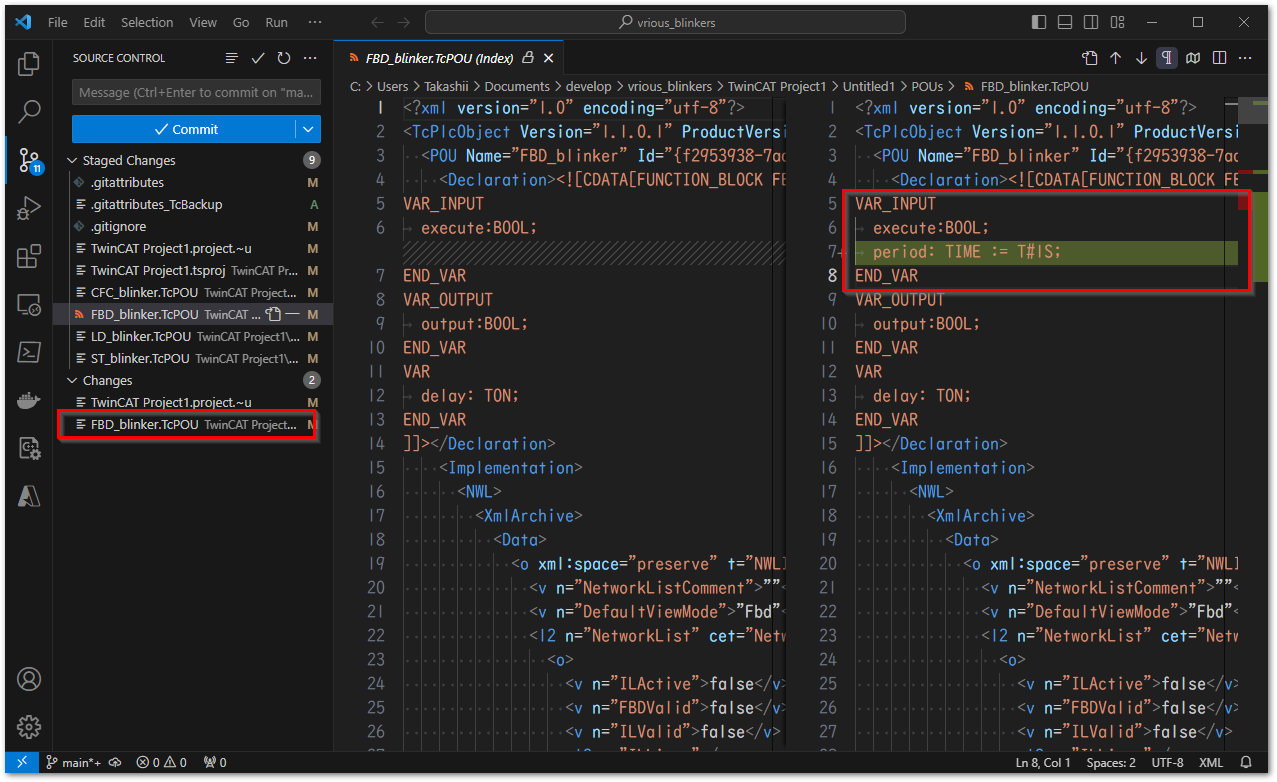 File Edit Selection View Go Run ···
vrious_blinkers
SOURCE CONTROL
Message (Ctrl+Enter to commit on "ma...
Commit
Staged Changes 9
.gitattributes M
.gitattributes_TcBackup A
.gitignore M
TwinCAT Project1.project.~u M
TwinCAT Project1.tsproj TwinCAT Pr... M
CFC_blinker.TcPOU TwinCAT Project... M
FBD_blinker.TcPOU TwinCAT ... M
LD_blinker.TcPOU TwinCAT Project1\... M
ST_blinker.TcPOU TwinCAT Project1\... M
Changes 2
TwinCAT Project1.project.~u M
FBD_blinker.TcPOU TwinCAT Project... M
11
FBD_blinker.TcPOU (Index)
C: > Users > Takashii > Documents > develop > vrious_blinkers > TwinCAT Project1 > Untitled1 > POUs > FBD_blinker.TcPOU
1 <?xml version="1.0" encoding="utf-8"?>
2 <TcPlcObject Version="1.1.0.1" ProductVersi
3 <POU Name="FBD_blinker" Id="{f2953938-7ad
4 <Declaration><![CDATA[FUNCTION_BLOCK FB
5 VAR_INPUT
6 execute:BOOL;
7 END_VAR
8 VAR_OUTPUT
9 output:BOOL;
10 END_VAR
11 VAR
12 delay: TON;
13 END_VAR
14 ]]></Declaration>
15 <Implementation>
16 <NWL>
17 <XmlArchive>
18 <Data>
19 <o xml:space="preserve" t="NWLI
20 <v n="NetworkListComment">""<
21 <v n="DefaultViewMode">"Fbd"<
22 <l2 n="NetworkList" cet="Netw
23 <o>
24 <v n="ILActive">false</v>
25 <v n="FBDValid">false</v>
26 <v n="ILValid">false</v>
1 <?xml version="1.0" encoding="utf-8"?>
2 <TcPlcObject Version="1.1.0.1" ProductVersi
3 <POU Name="FBD_blinker" Id="{f2953938-7ad
4 <Declaration><![CDATA[FUNCTION_BLOCK FB
5 VAR_INPUT
6 execute:BOOL;
7+ period: TIME := T#1S;
8 END_VAR
9 VAR_OUTPUT
10 output:BOOL;
11 END_VAR
12 VAR
13 delay: TON;
14 END_VAR
15 ]]></Declaration>
16 <Implementation>
17 <NWL>
18 <XmlArchive>
19 <Data>
20 <o xml:space="preserve" t="NWLI
21 <v n="NetworkListComment">""<
22 <v n="DefaultViewMode">"Fbd"<
23 <l2 n="NetworkList" cet="Netw
24 <o>
25 <v n="ILActive">false</v>
26 <v n="FBDValid">false</v>
27 <v n="ILValid">false</v>
main*+ 0 0 0 Ln 8, Col 1 Spaces: 2 UTF-8 XML